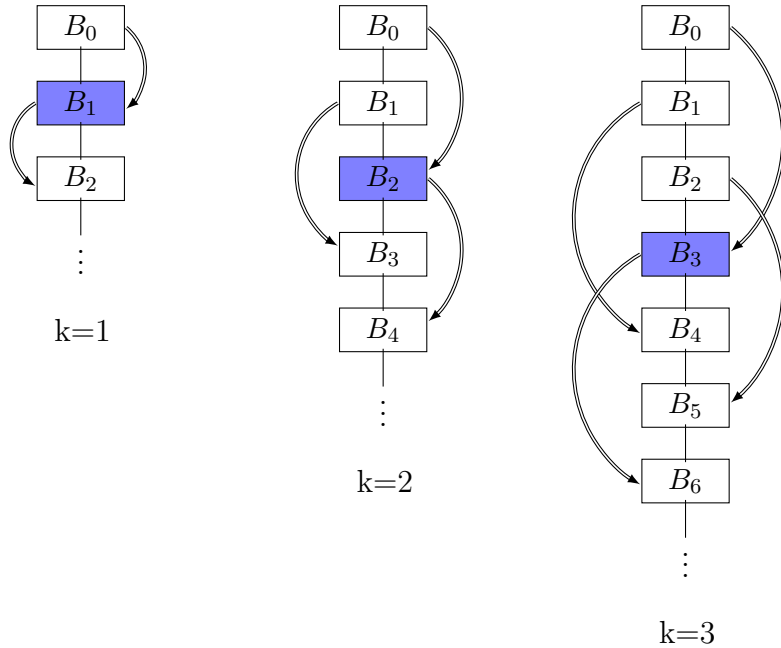 B₀
B₁
B₂
⋮
k=1
B₀
B₁
B₂
B₃
B₄
⋮
k=2
B₀
B₁
B₂
B₃
B₄
B₅
B₆
⋮
k=3